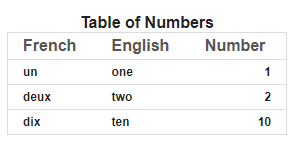 Table of Numbers
French English Number
un one 1
deux two 2
dix ten 10